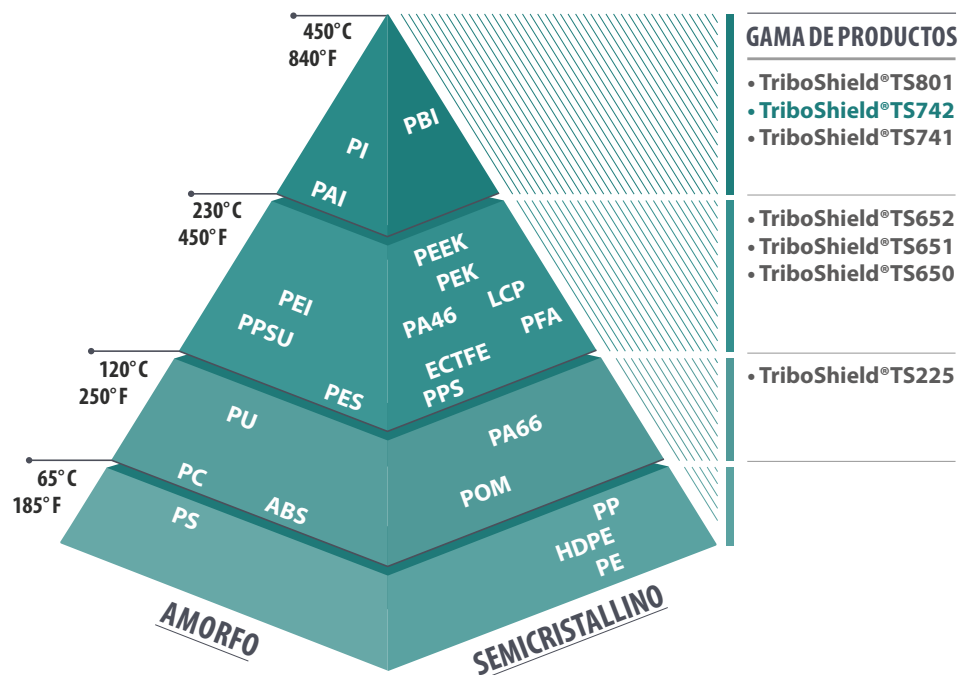 450°C
840°F
GAMA DE PRODUCTOS
• TriboShield®TS801
• TriboShield®TS742
• TriboShield®TS741
PBI
PI
PAI
230°C
450°F
• TriboShield®TS652
• TriboShield®TS651
• TriboShield®TS650
PEEK
PEK
LCP
PEI
PA46
PFA
PPSU
ECTFE
PPS
PES
120°C
250°F
• TriboShield®TS225
PU
PA66
PC
POM
ABS
65°C
185°F
PS
PP
HDPE
PE
AMORFO
SEMICRISTALLINO